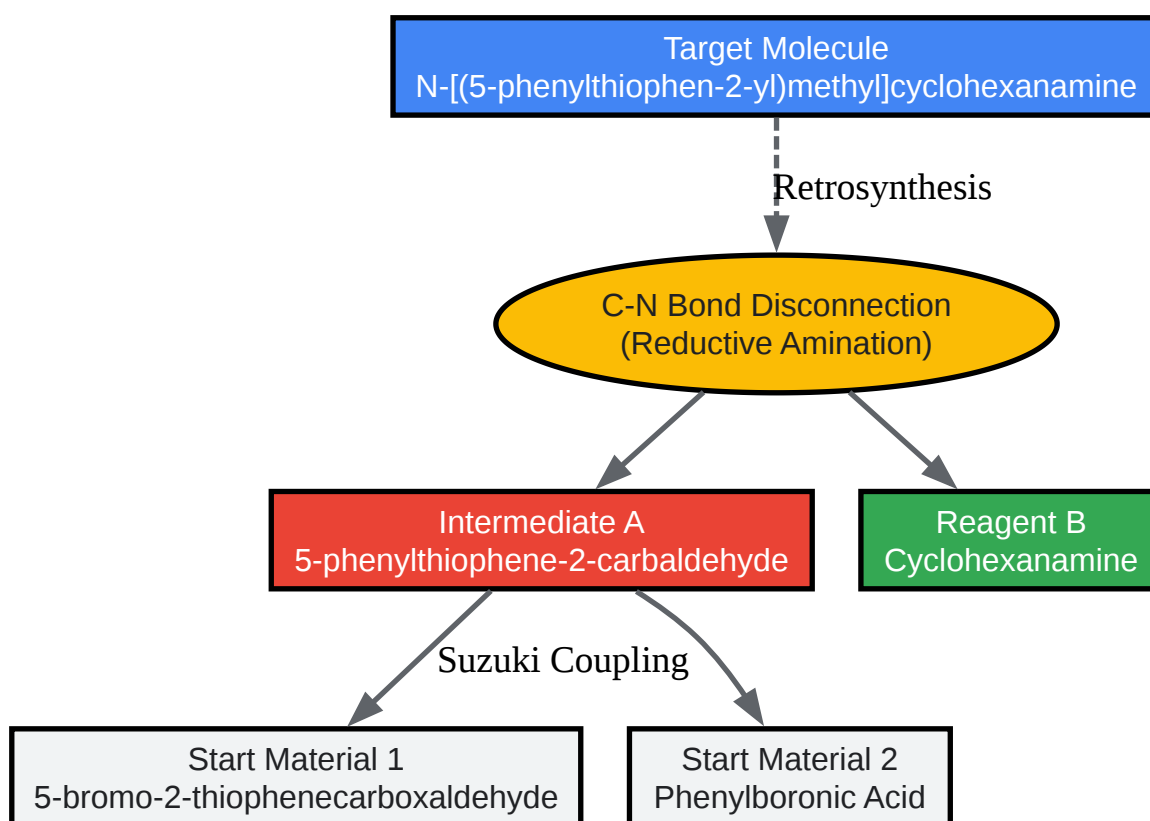 Target Molecule
N-[(5-phenylthiophen-2-yl)methyl]cyclohexanamine
Retrosynthesis
C-N Bond Disconnection
(Reductive Amination)
Intermediate A
5-phenylthiophene-2-carbaldehyde
Reagent B
Cyclohexanamine
Suzuki Coupling
Start Material 1
5-bromo-2-thiophenecarboxaldehyde
Start Material 2
Phenylboronic Acid